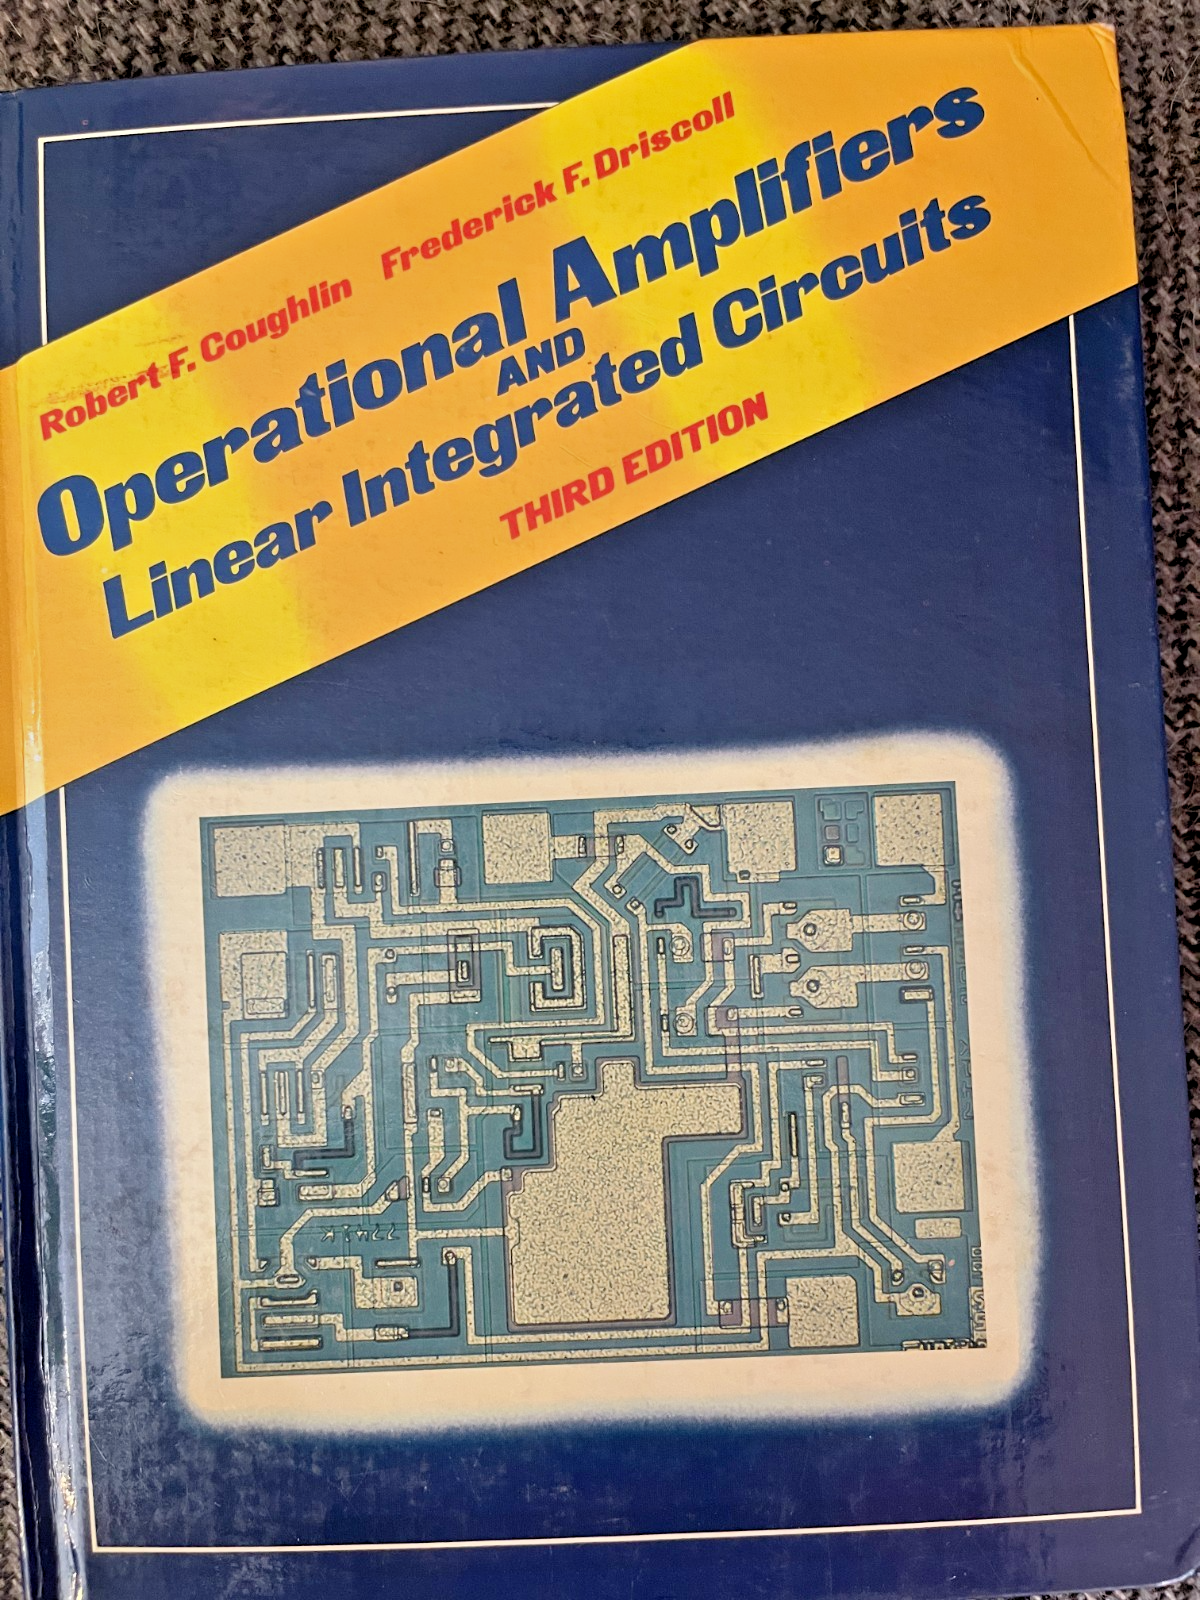 Robert F. Coughlin Frederick F. Driscoll
Operational Amplifiers
AND
Linear Integrated Circuits
THIRD EDITION